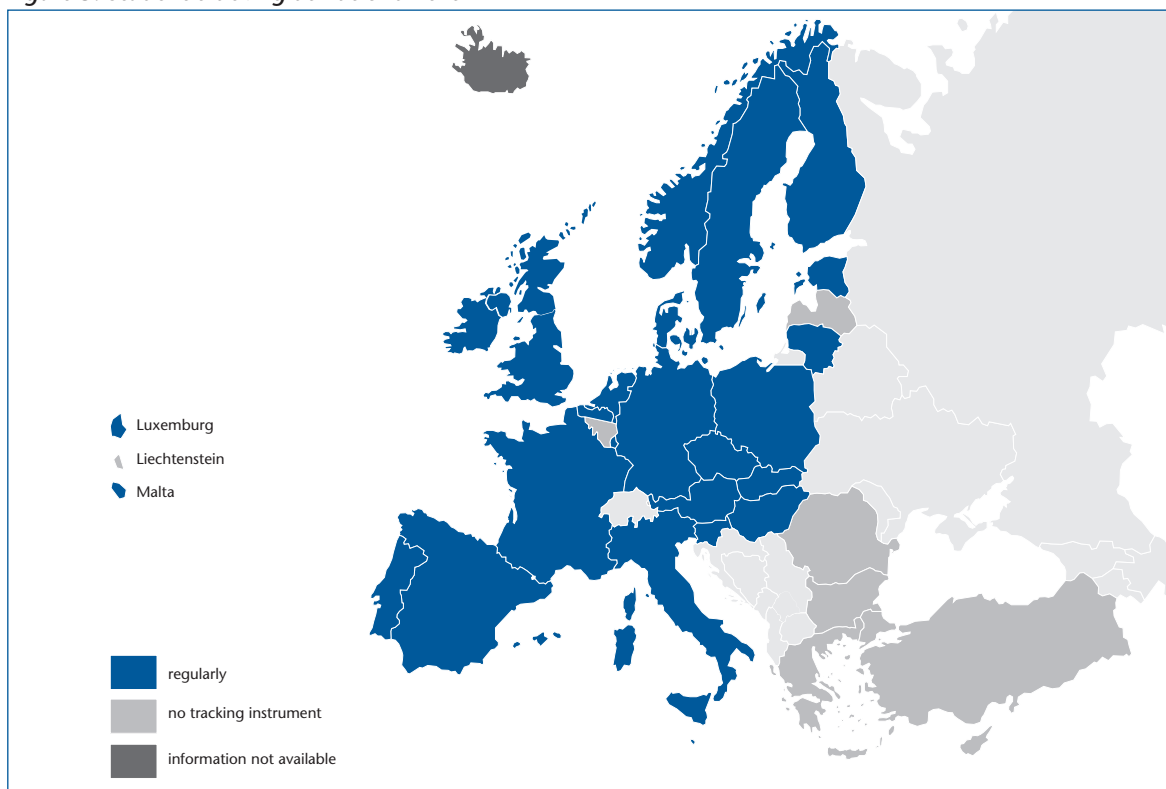 Luxemburg
Liechtenstein
Malta
regularly
no tracking instrument
information not available